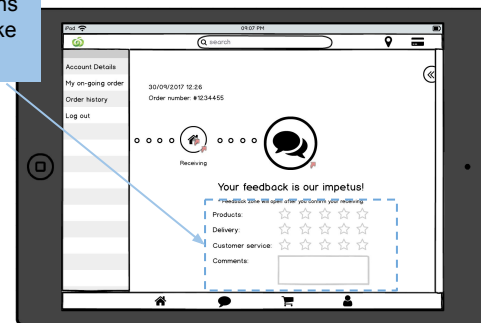 ns
ke
iPad
09:07 PM
search
Account Details
My on-going order
Order history
Log out
30/09/2017 12:26
Order number: #1234455
Receiving
Your feedback is our impetus!
Feedback zone will open after you confirm your receiving
Products:
Delivery:
Customer service:
Comments: